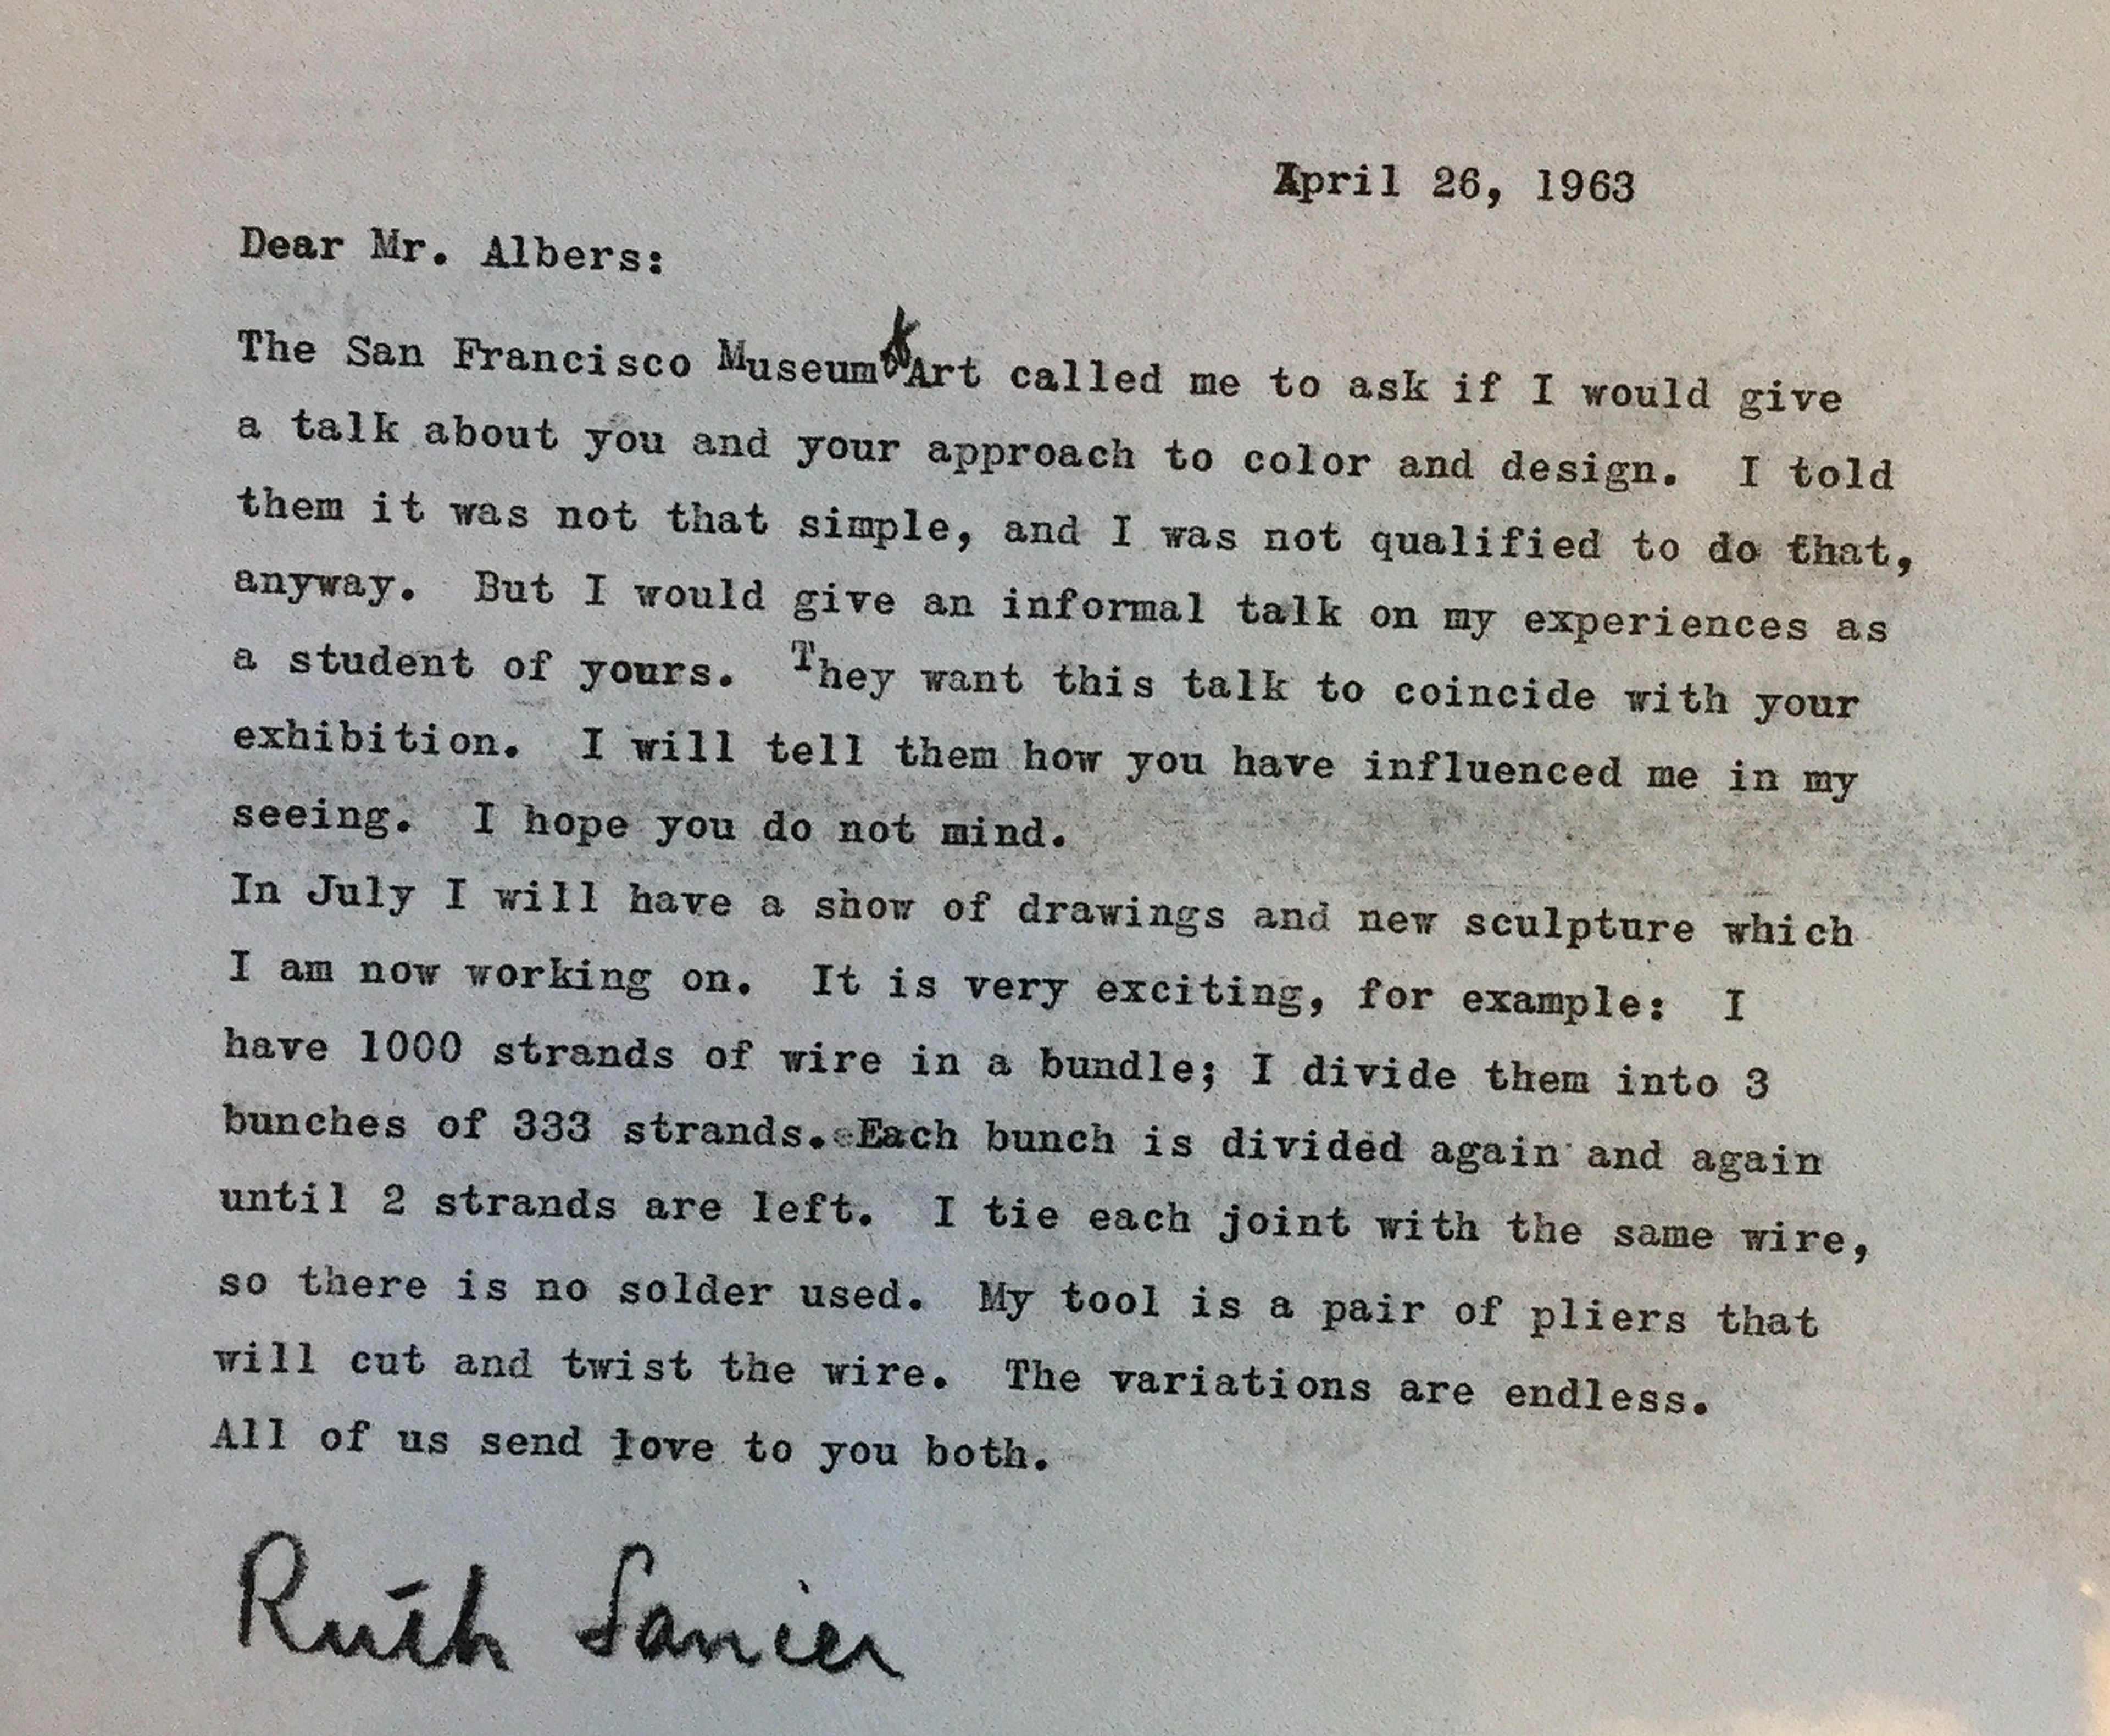 April 26, 1963
Dear Mr. Albers:
The San Francisco Museum of Art called me to ask if I would give
a talk about you and your approach to color and design. I told
them it was not that simple, and I was not qualified to do that,
anyway. But I would give an informal talk on my experiences as
a student of yours. They want this talk to coincide with your
exhibition. I will tell them how you have influenced me in my
seeing. I hope you do not mind.
In July I will have a show of drawings and new sculpture which
I am now working on. It is very exciting, for example: I
have 1000 strands of wire in a bundle; I divide them into 3
bunches of 333 strands. Each bunch is divided again and again
until 2 strands are left. I tie each joint with the same wire,
so there is no solder used. My tool is a pair of pliers that
will cut and twist the wire. The variations are endless.
All of us send love to you both.
Ruth Lanier